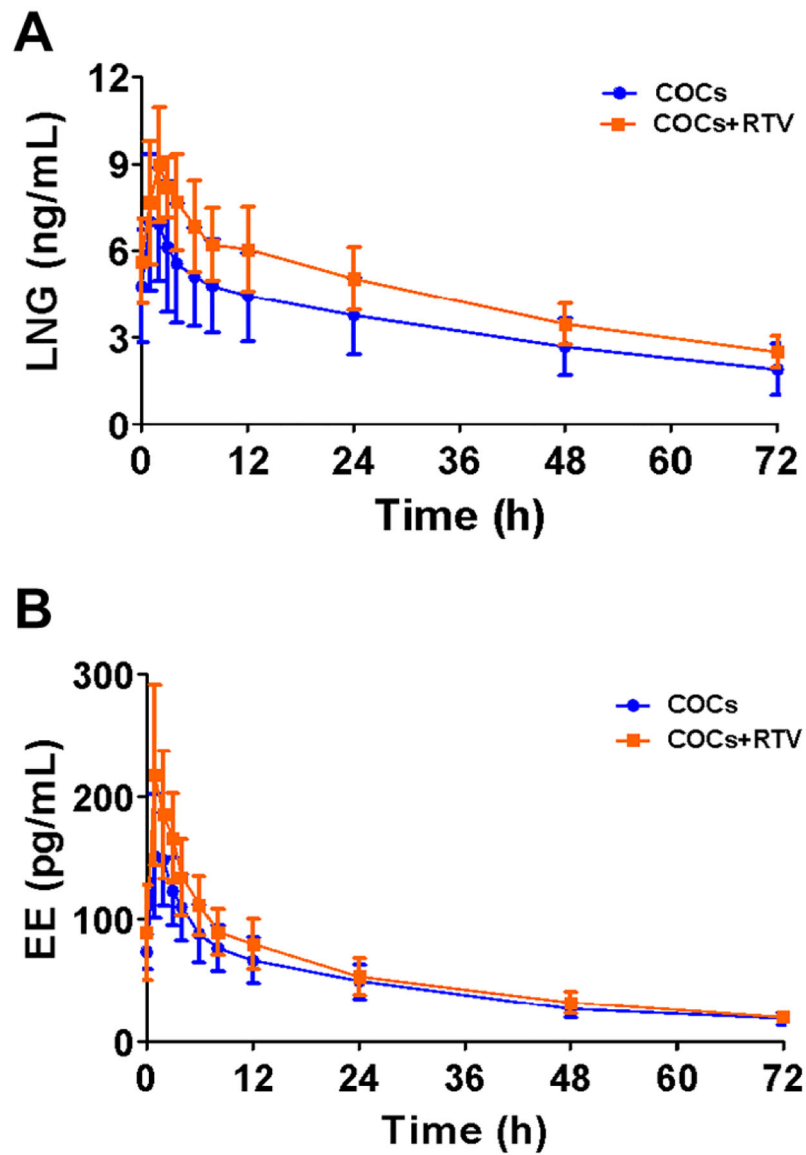 A
12
9
6
3
0
LNG (ng/mL)
COCs
COCs+RTV
0 12 24 36 48 60 72
Time (h)
B
300
200
100
0
EE (pg/mL)
COCs
COCs+RTV
0 12 24 36 48 60 72
Time (h)